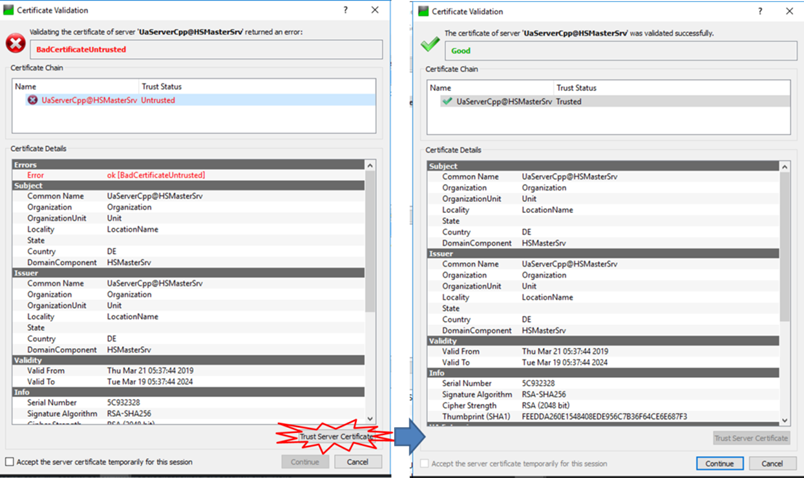 Certificate Validation
Validating the certificate of server 'UaServerCpp@HSMasterSrv' returned an error:
BadCertificateUntrusted
Certificate Chain
Name Trust Status
UaServerCpp@HSMasterSrv Untrusted
Certificate Details
Errors
Error ok [BadCertificateUntrusted]
Subject
Common Name UaServerCpp@HSMasterSrv
Organization Organization
OrganizationUnit Unit
Locality LocationName
State
Country DE
DomainComponent HSMasterSrv
Issuer
Common Name UaServerCpp@HSMasterSrv
Organization Organization
OrganizationUnit Unit
Locality LocationName
State
Country DE
DomainComponent HSMasterSrv
Validity
Valid From Thu Mar 21 05:37:44 2019
Valid To Tue Mar 19 05:37:44 2024
Info
Serial Number 5C932328
Signature Algorithm RSA-SHA256
Cipher Strength RSA (2048 bit)
Trust Server Certificate
Accept the server certificate temporarily for this session
Continue Cancel
Certificate Validation
The certificate of server 'UaServerCpp@HSMasterSrv' was validated successfully.
Good
Certificate Chain
Name Trust Status
UaServerCpp@HSMasterSrv Trusted
Certificate Details
Subject
Common Name UaServerCpp@HSMasterSrv
Organization Organization
OrganizationUnit Unit
Locality LocationName
State
Country DE
DomainComponent HSMasterSrv
Issuer
Common Name UaServerCpp@HSMasterSrv
Organization Organization
OrganizationUnit Unit
Locality LocationName
State
Country DE
DomainComponent HSMasterSrv
Validity
Valid From Thu Mar 21 05:37:44 2019
Valid To Tue Mar 19 05:37:44 2024
Info
Serial Number 5C932328
Signature Algorithm RSA-SHA256
Cipher Strength RSA (2048 bit)
Thumbprint (SHA1) FEEDDA260E1548408EDE956C7B36F64CE6E687F3
Trust Server Certificate
Accept the server certificate temporarily for this session
Continue Cancel